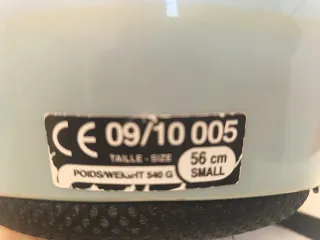 CE 09/10 005
TAILLE - SIZE
56 cm
SMALL
POIDS/WEIGHT 540 G